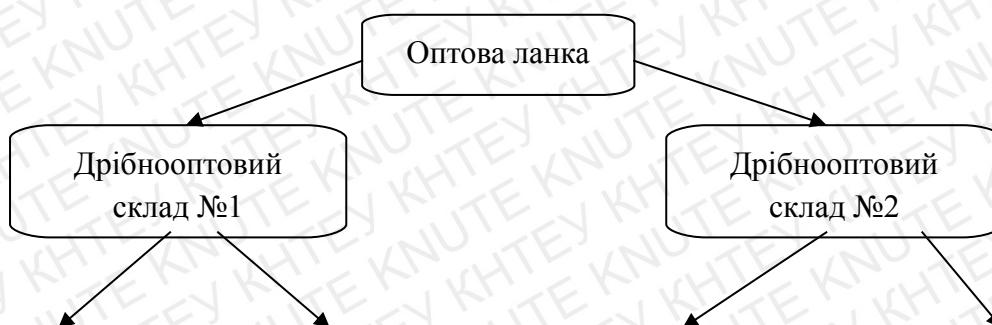 Оптова ланка
Дрібнооптовий
склад №1
Дрібнооптовий
склад №2